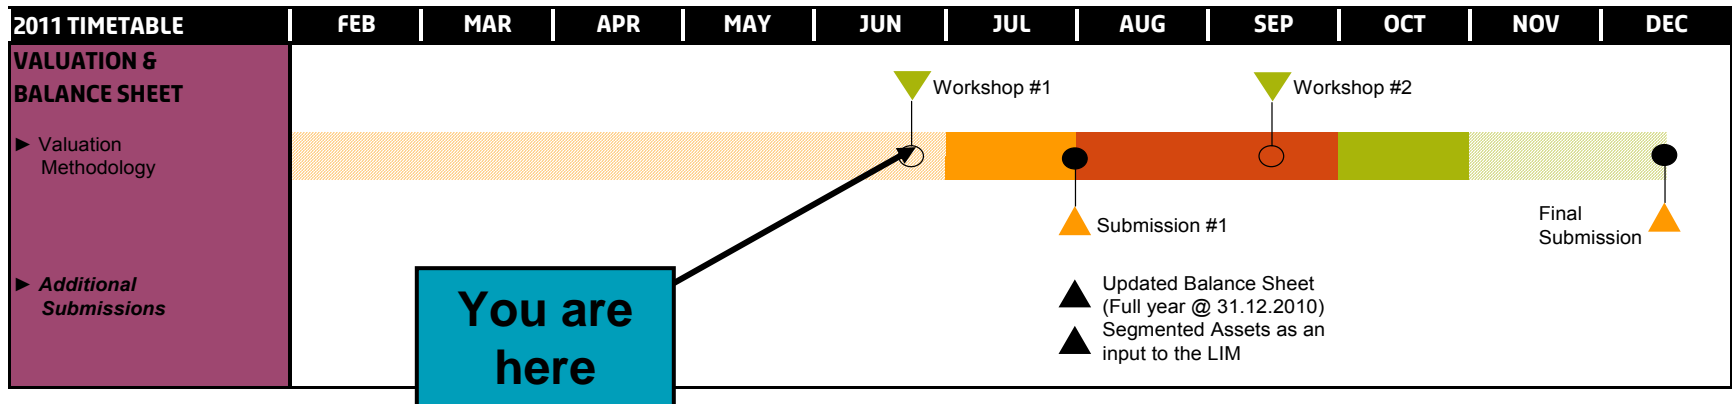 2011 TIMETABLE FEB MAR APR MAY JUN JUL AUG SEP OCT NOV DEC
VALUATION &
BALANCE SHEET
► Valuation
Methodology
► Additional
Submissions
Workshop #1
Workshop #2
Submission #1
Final
Submission
You are
here
Updated Balance Sheet
(Full year @ 31.12.2010)
Segmented Assets as an
input to the LIM